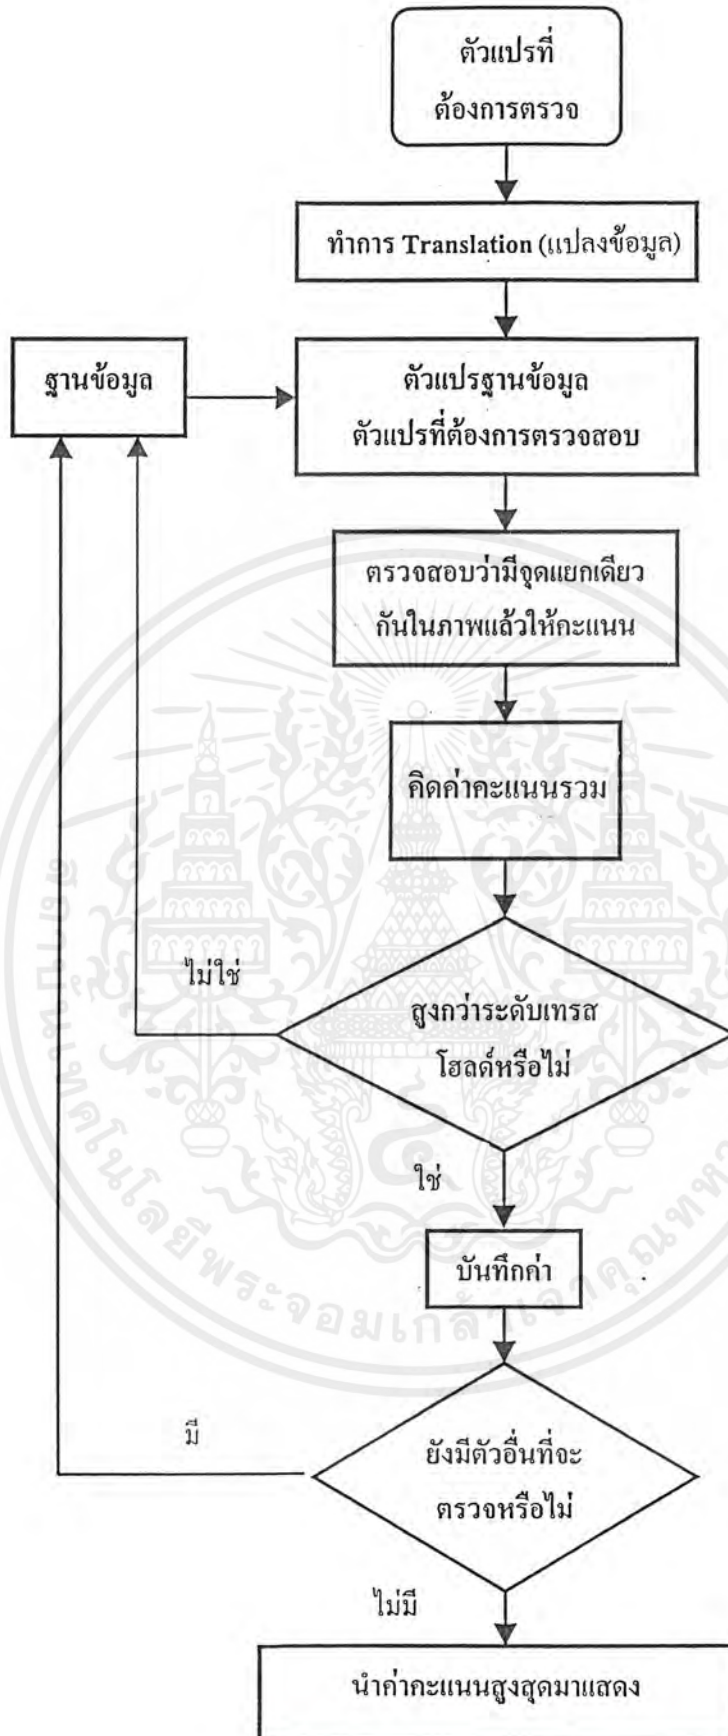 ตัวแปรที่
ต้องการตรวจ
ทำการ Translation (แปลงข้อมูล)
ฐานข้อมูล
ตัวแปรฐานข้อมูล
ตัวแปรที่ต้องการตรวจสอบ
ตรวจสอบว่ามีจุดแยกเดียว
กันในภาพแล้วให้คะแนน
คิดค่าคะแนนรวม
ไม่ใช่
สูงกว่าระดับเทรส
โฮลด์หรือไม่
ใช่
บันทึกค่า
มี
ยังมีตัวอื่นที่จะ
ตรวจหรือไม่
ไม่มี
นำค่าคะแนนสูงสุดมาแสดง